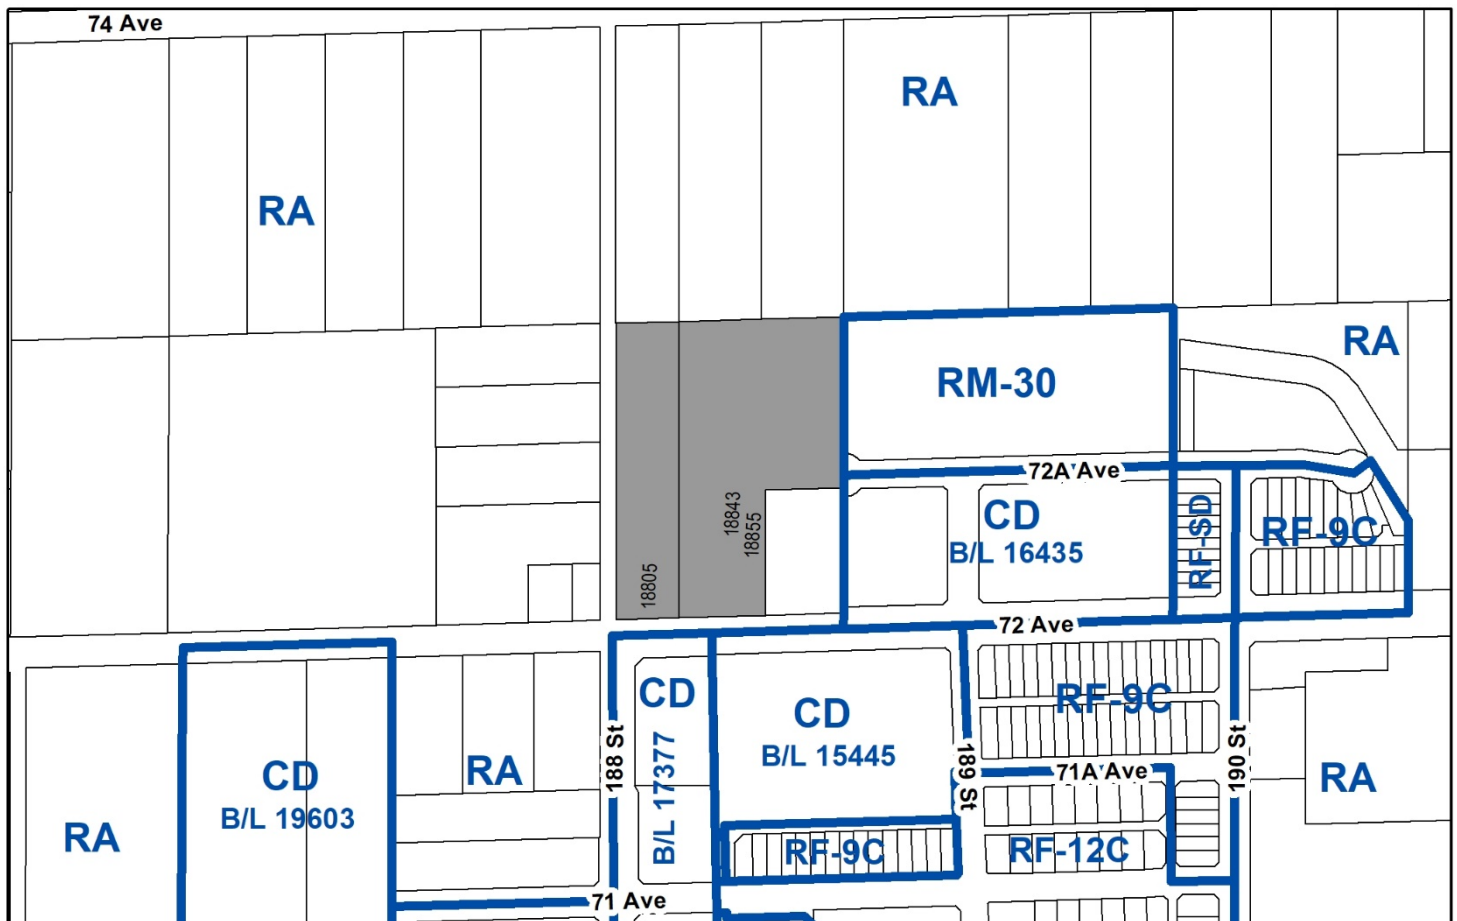 74 Ave
RA
RA
RA
RM-30
72A Ave
CD
B/L 16435
RF-SD
RF-9C
18843
18855
18805
72 Ave
CD
B/L 17377
CD
B/L 15445
RF-9C
188 St
189 St
190 St
71A Ave
CD
B/L 19603
RA
RA
RA
RF-9C
RF-12C
71 Ave